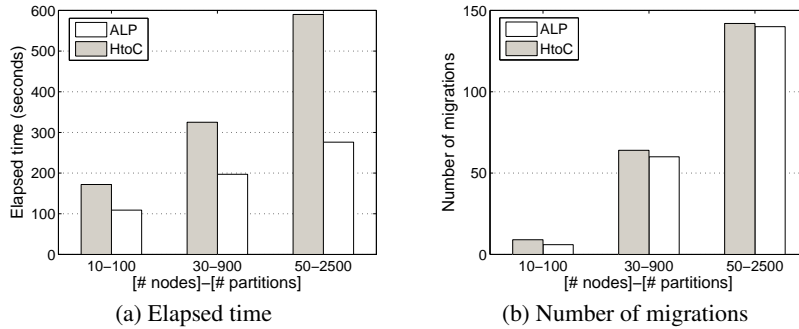 600
500
400
300
200
100
0
Elapsed time (seconds)
ALP
HtoC
10–100
30–900
50–2500
[# nodes]–[# partitions]
(a) Elapsed time
150
100
50
0
Number of migrations
ALP
HtoC
10–100
30–900
50–2500
[# nodes]–[# partitions]
(b) Number of migrations